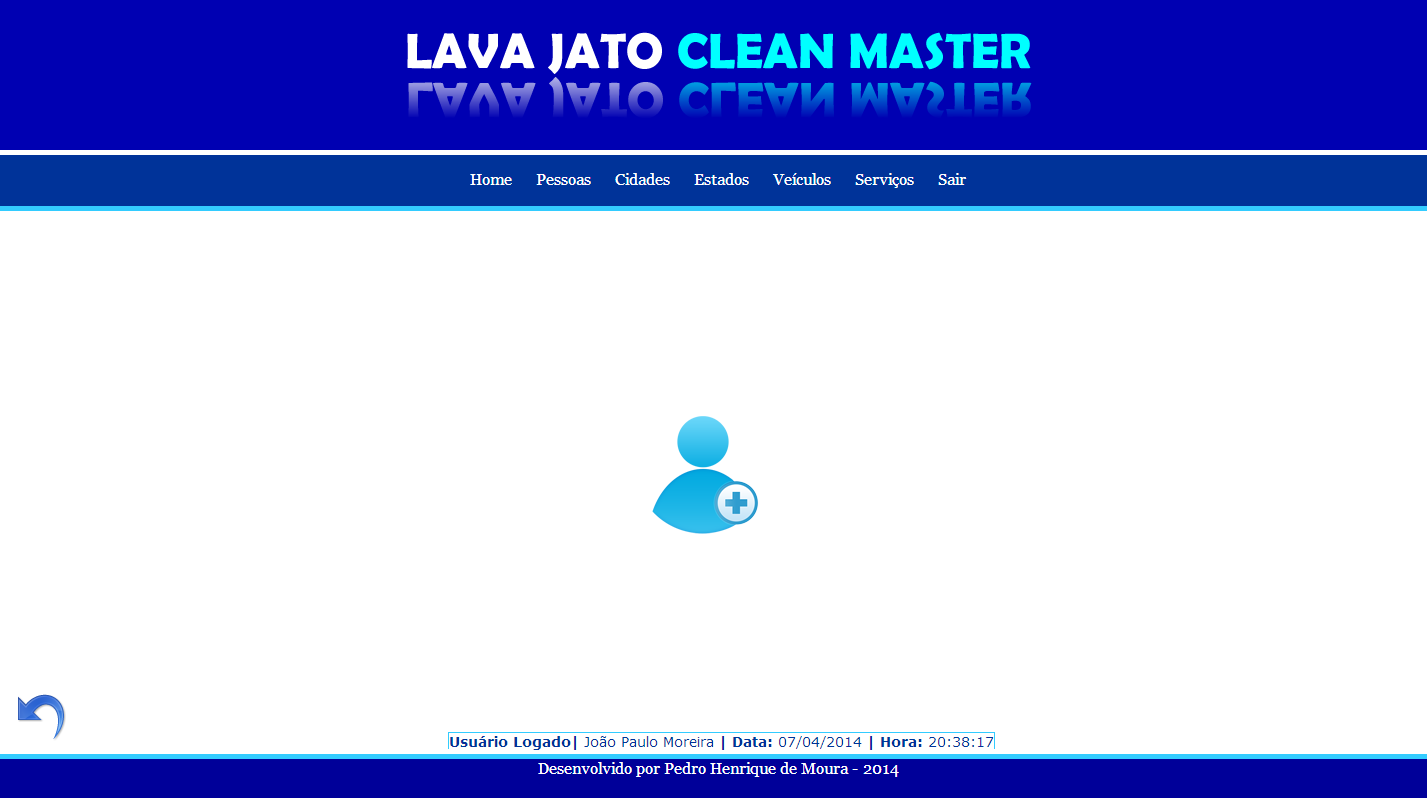 LAVA JATO CLEAN MASTER
Home Pessoas Cidades Estados Veículos Serviços Sair
Usuário Logado| João Paulo Moreira | Data: 07/04/2014 | Hora: 20:38:17
Desenvolvido por Pedro Henrique de Moura - 2014